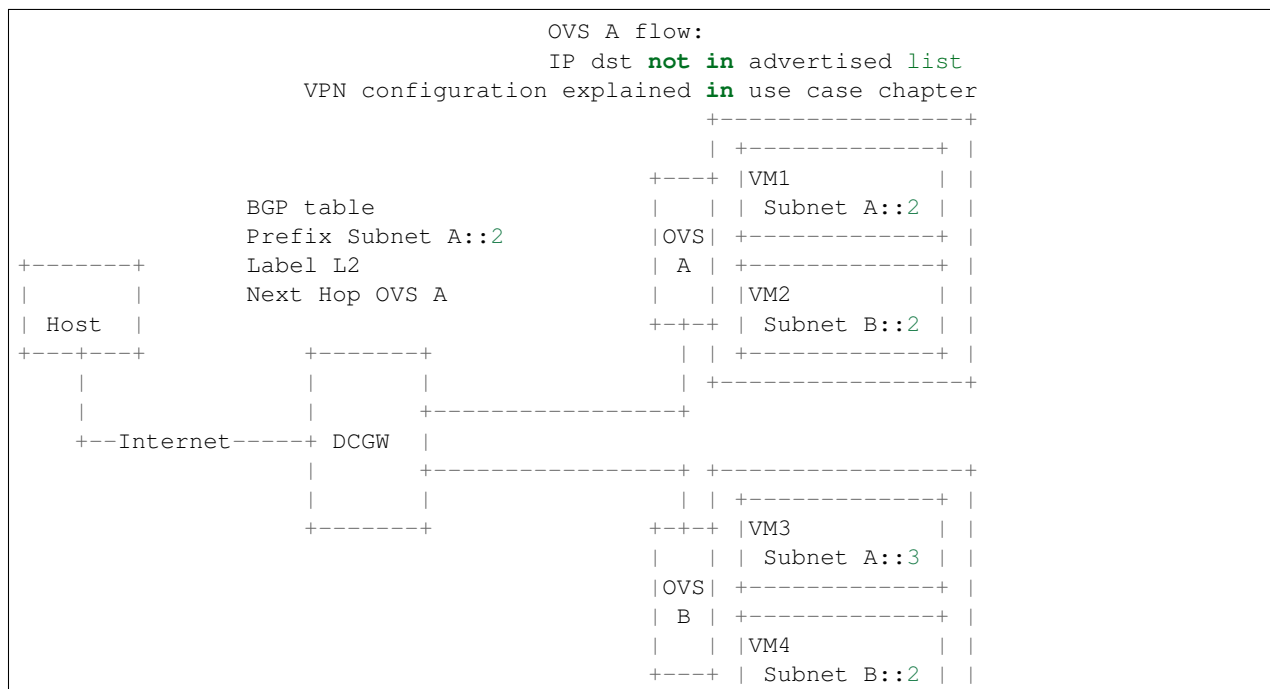 OVS A flow:
IP dst not in advertised list
VPN configuration explained in use case chapter
+-----------------+
| +-------------+ |
+---+ |VM1 | |
BGP table | | | Subnet A::2 | |
Prefix Subnet A::2 |OVS| +-------------+ |
+-------+ Label L2 | A | +-------------+ |
| | Next Hop OVS A | | |VM2 | |
| Host | +-+-+ | Subnet B::2 | |
+---+---+ +-------+ | | +-------------+ |
| | | | +-----------------+
| | +-----------------+
+--Internet-----+ DCGW |
| +-----------------+ +-----------------+
| | | | +-------------+ |
+-------+ +-+-+ |VM3 | |
| | | Subnet A::3 | |
|OVS| +-------------+ |
| B | +-------------+ |
| | |VM4 | |
+---+ | Subnet B::2 | |